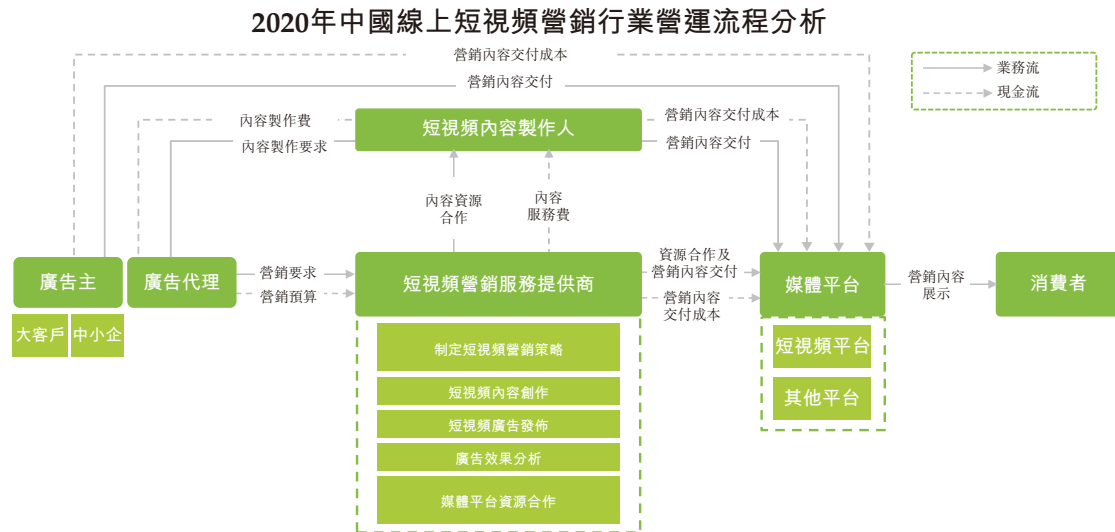 2020年中國線上短視頻營銷行業營運流程分析
營銷內容交付成本
營銷內容交付
業務流
現金流
內容製作費
內容製作要求
短視頻內容製作人
營銷內容交付成本
營銷內容交付
內容資源
合作
內容
服務費
廣告主
廣告代理
營銷要求
營銷預算
短視頻營銷服務提供商
資源合作及
營銷內容交付
營銷內容
交付成本
媒體平台
營銷內容
展示
消費者
大客戶
中小企
制定短視頻營銷策略
短視頻內容創作
短視頻廣告發佈
廣告效果分析
媒體平台資源合作
短視頻平台
其他平台